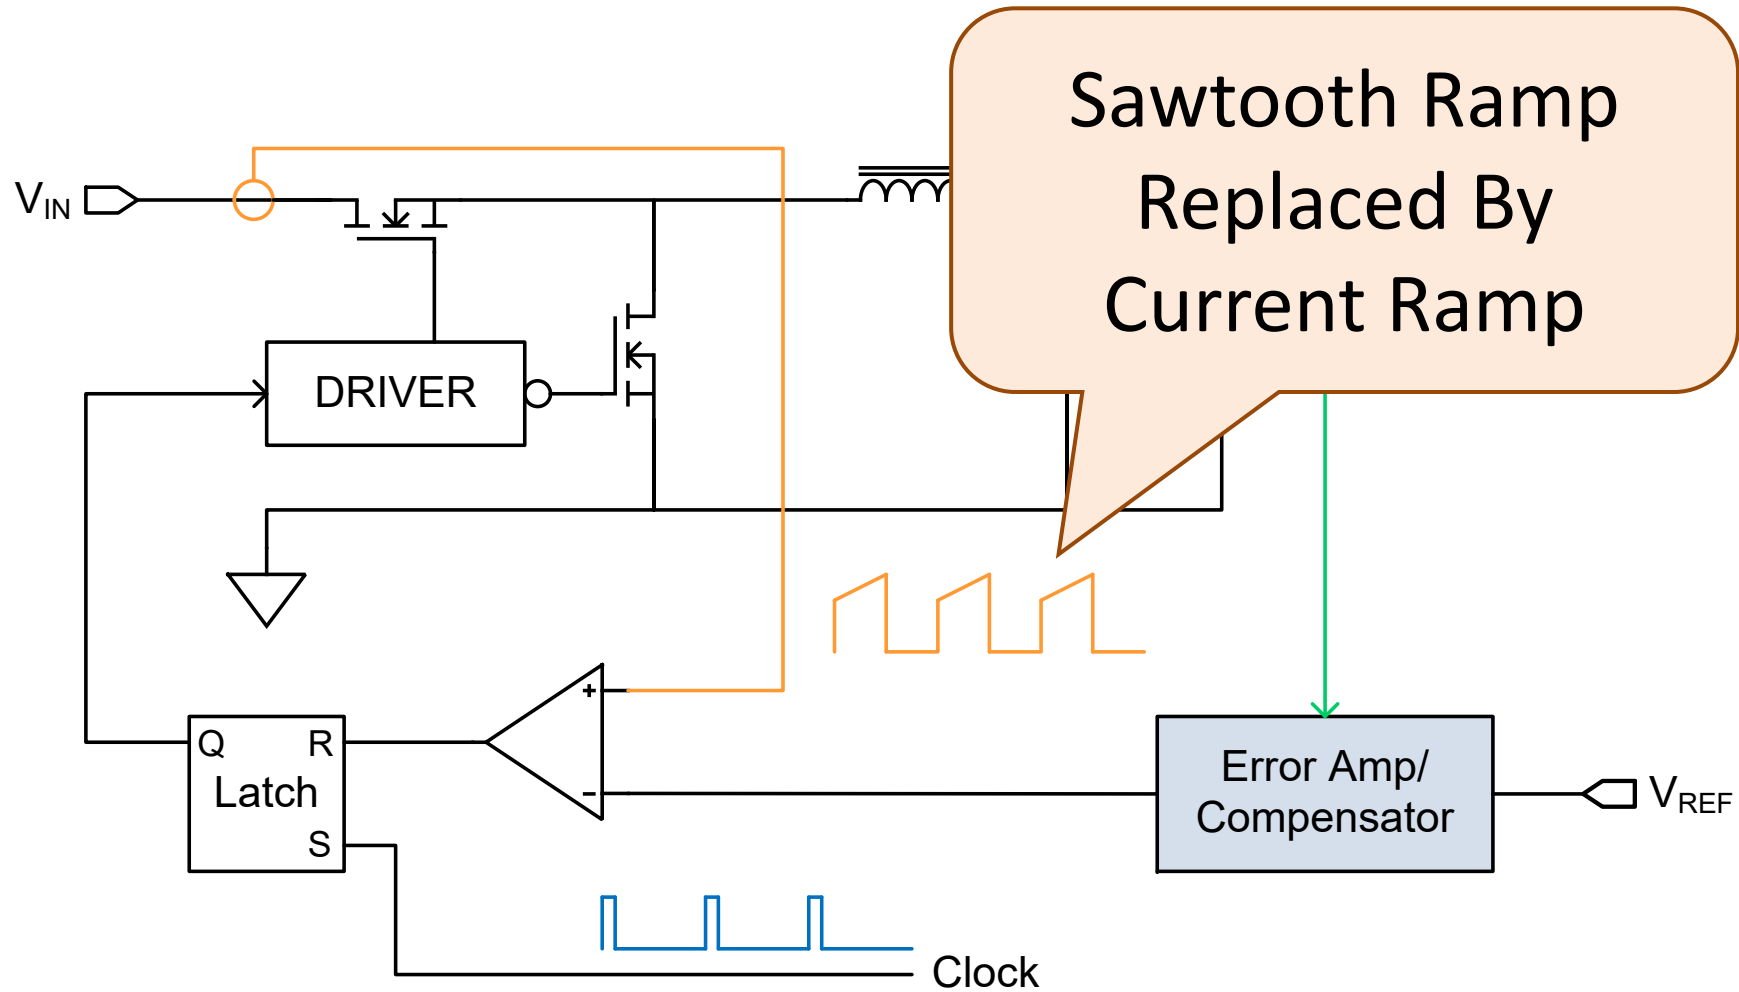 Sawtooth Ramp
Replaced By
Current Ramp
VIN
DRIVER
+
Q R
Latch
S
−
Error Amp/
Compensator
VREF
Clock